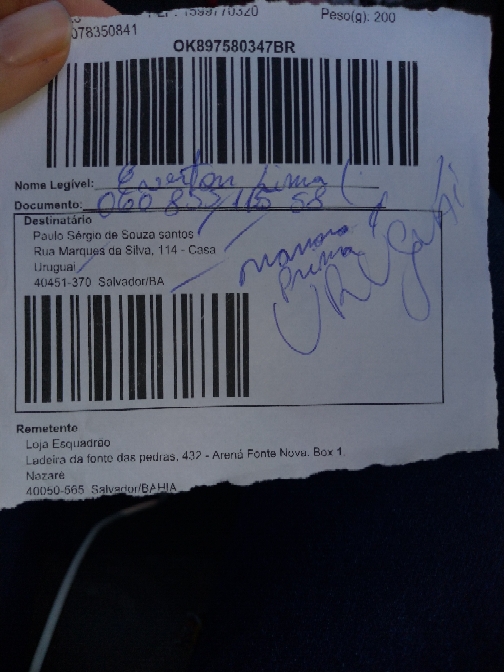 Peso(g): 200
078350841
OK897580347BR
Nome Legível: Everton Lima
Documento:
Destinatário
Paulo Sérgio de Souza santos
Rua Marques da Silva, 114 - Casa
Uruguai
40451-370 Salvador/BA
URUGUAI
Remetente
Loja Esquadrão
Ladeira da fonte das pedras, 432 - Arena Fonte Nova. Box 1.
Nazaré
40050-565 Salvador/BAHIA